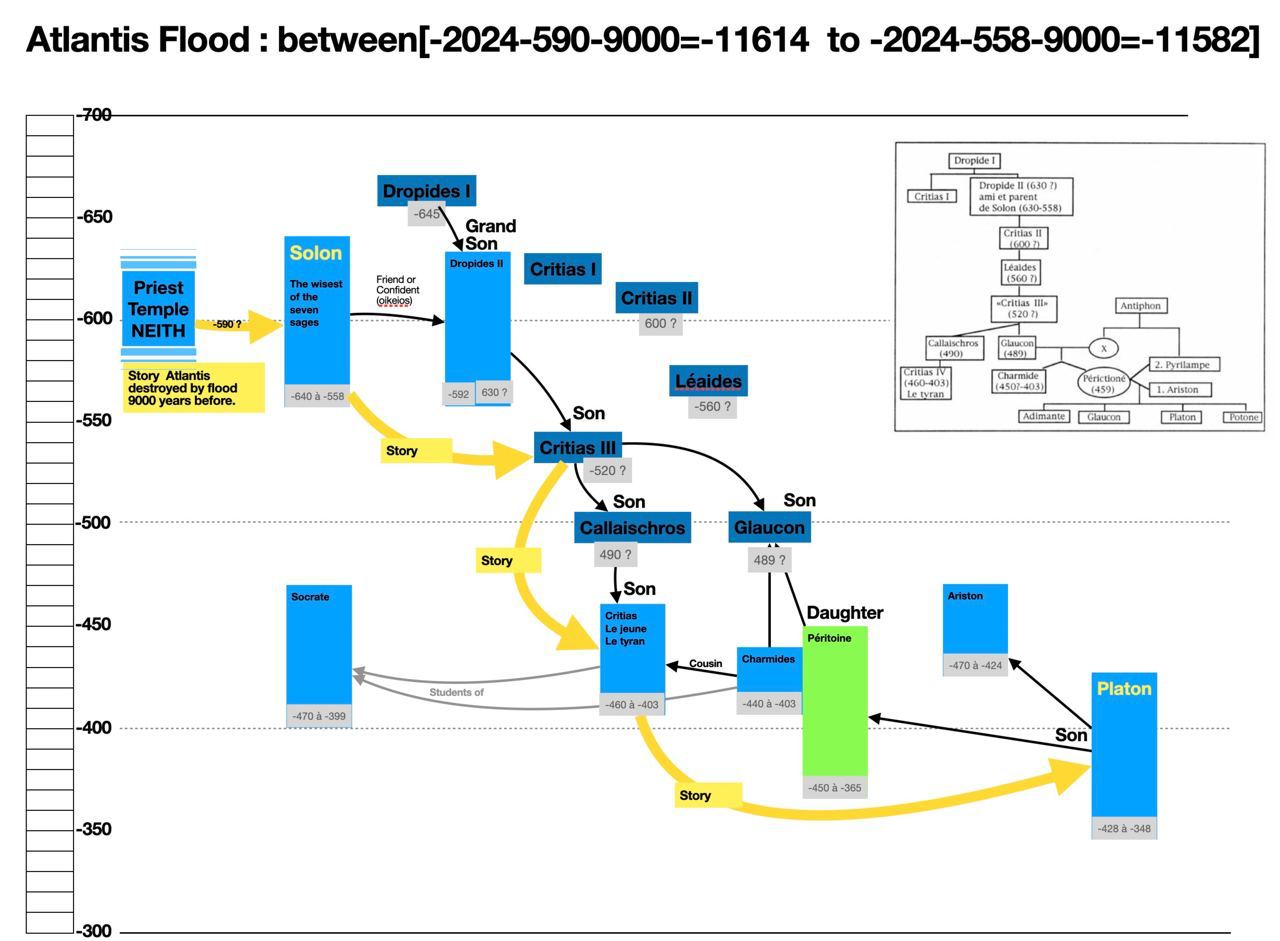 Atlantis Flood : between[-2024-590-9000=-11614 to -2024-558-9000=-11582]
-700
-650
-600
-550
-500
-450
-400
-350
-300
Dropides I
-645
Grand
Son
Priest
Temple
NEITH
-590 ?
Story Atlantis
destroyed by flood
9000 years before.
Solon
The wisest
of the
seven
sages
-640 à -558
Friend or
Confident
(oikeios)
Dropides II
-592
630 ?
Critias I
Critias II
600 ?
Léaides
-560 ?
Story
Son
Critias III
-520 ?
Son
Callaischros
490 ?
Son
Glaucon
489 ?
Story
Son
Critias
Le jeune
Le tyran
-460 à -403
Socrate
-470 à -399
Students of
Cousin
Charmides
-440 à -403
Daughter
Péritoine
-450 à -365
Ariston
-470 à -424
Platon
-428 à -348
Son
Story
Dropide I
Critias I
Dropide II (630 ?)
ami et parent
de Solon (630-558)
Critias II
(600 ?)
Léaides
(560 ?)
«Critias III»
(520 ?)
Antiphon
Callaischros
(490)
Glaucon
(489)
X
2. Pyrilampe
Critias IV
(460-403)
Le tyran
Charmide
(450?-403)
Périctionè
(459)
1. Ariston
Adimante
Glaucon
Platon
Potone